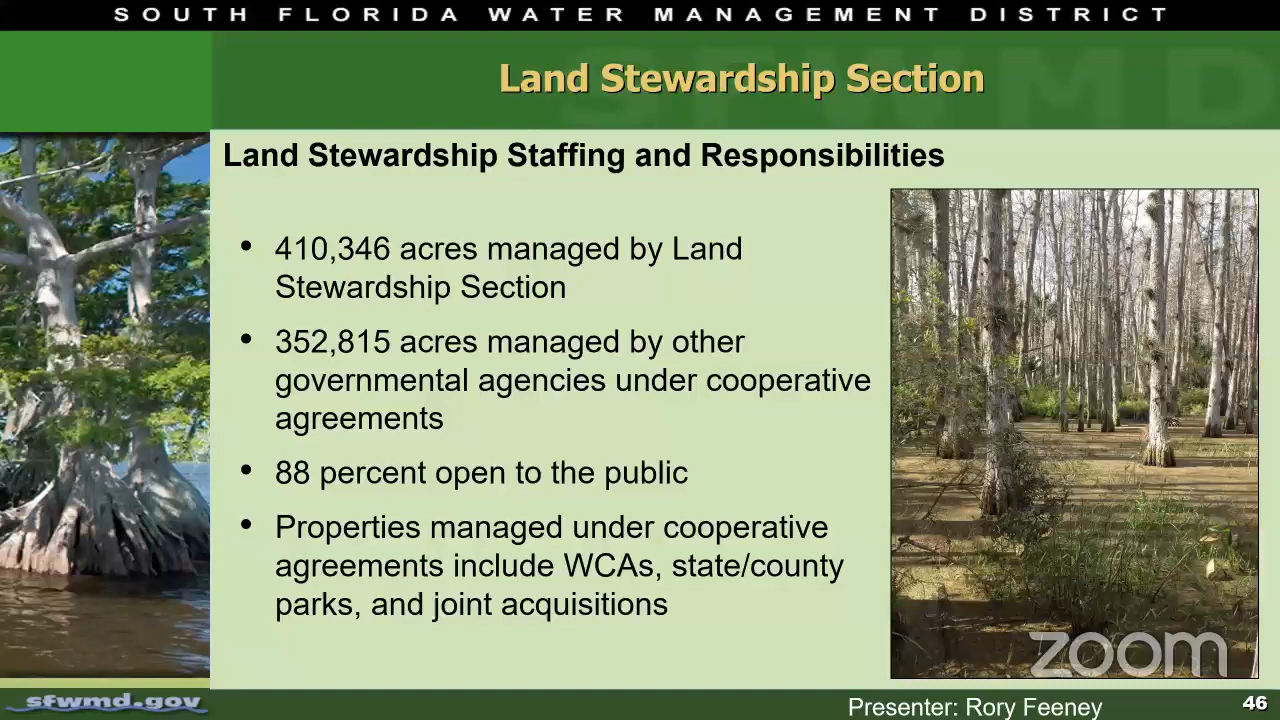 SOUTH FLORIDA WATER MANAGEMENT DISTRICT
SFWMD
Land Stewardship Section
Land Stewardship Staffing and Responsibilities
• 410,346 acres managed by Land
Stewardship Section
• 352,815 acres managed by other
governmental agencies under cooperative
agreements
• 88 percent open to the public
• Properties managed under cooperative
agreements include WCAs, state/county
parks, and joint acquisitions
zoom
sfwmd.gov
Presenter: Rory Feeney
46